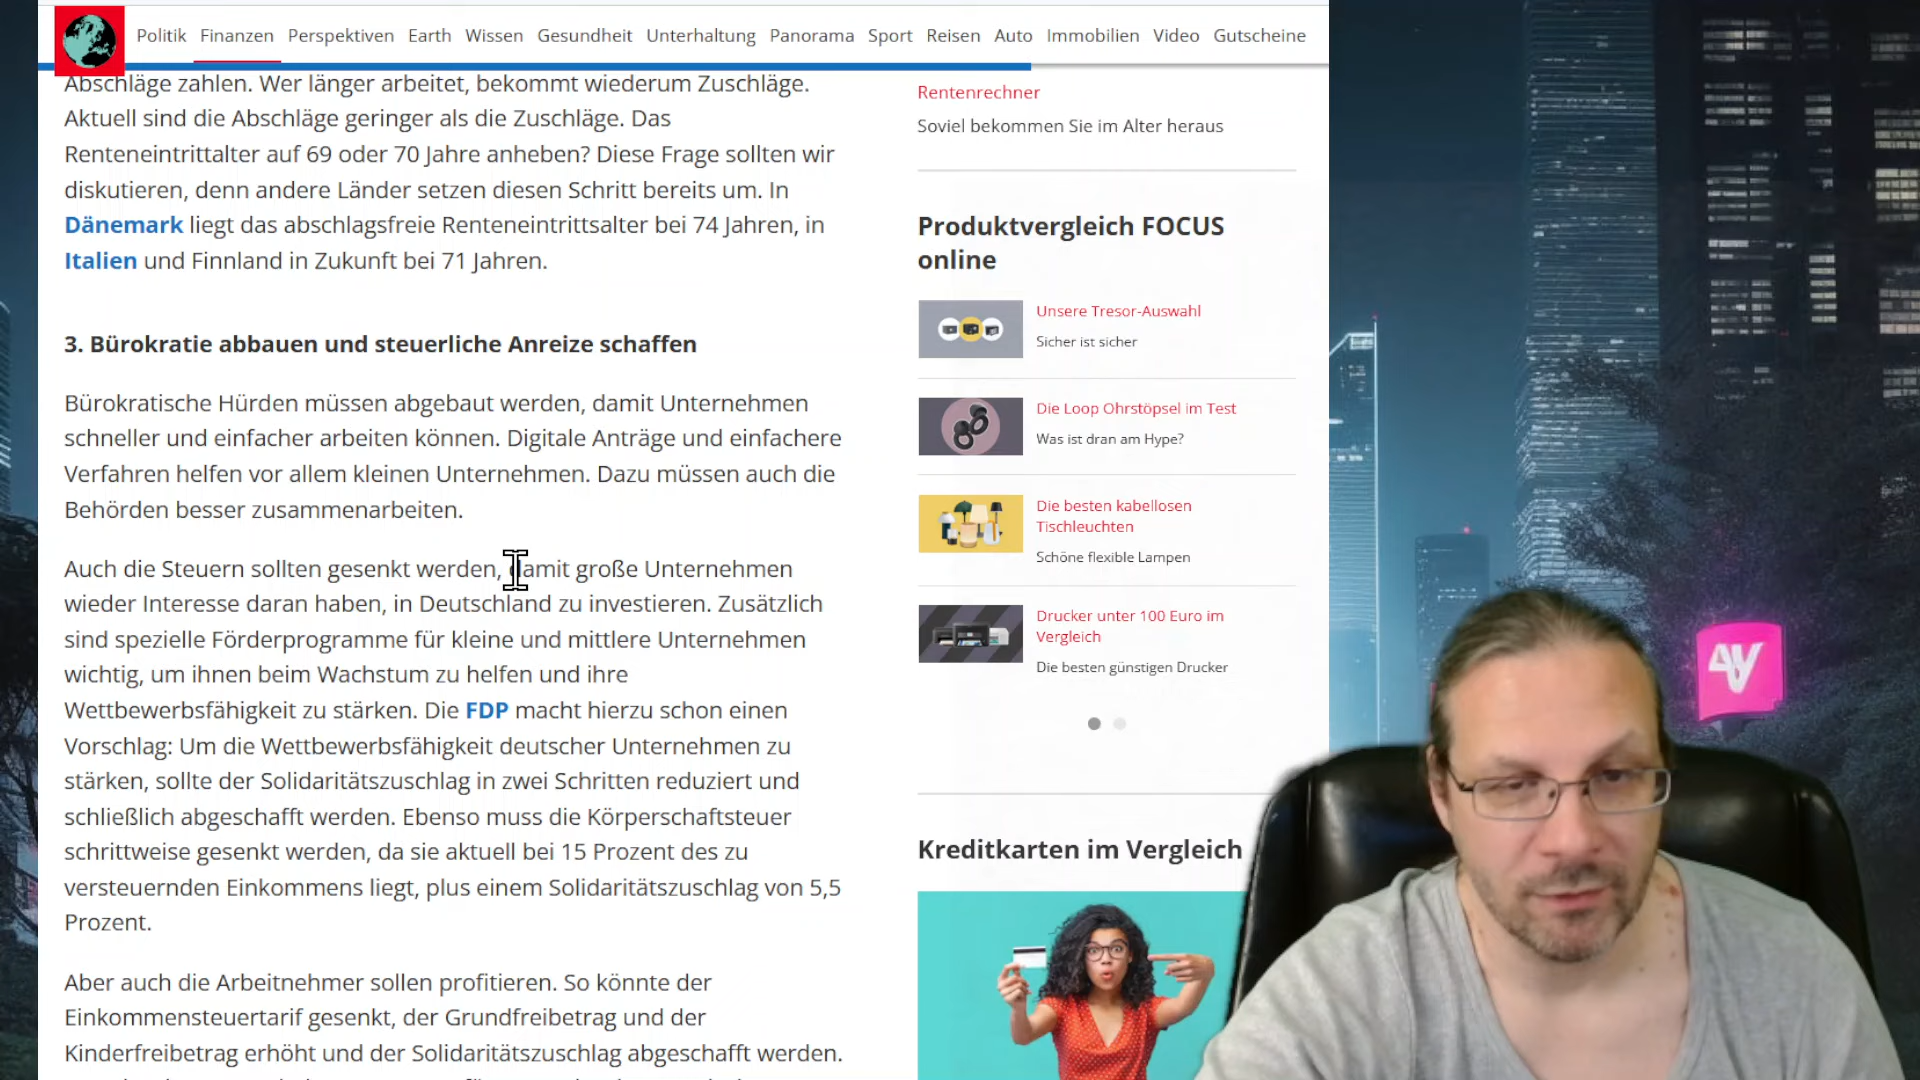 Politik Finanzen Perspektiven Earth Wissen Gesundheit Unterhaltung Panorama Sport Reisen Auto Immobilien Video Gutscheine
Abschläge zahlen. Wer länger arbeitet, bekommt wiederum Zuschläge.
Aktuell sind die Abschläge geringer als die Zuschläge. Das
Renteneintrittalter auf 69 oder 70 Jahre anheben? Diese Frage sollten wir
diskutieren, denn andere Länder setzen diesen Schritt bereits um. In
Dänemark liegt das abschlagsfreie Renteneintrittsalter bei 74 Jahren, in
Italien und Finnland in Zukunft bei 71 Jahren.
3. Bürokratie abbauen und steuerliche Anreize schaffen
Bürokratische Hürden müssen abgebaut werden, damit Unternehmen
schneller und einfacher arbeiten können. Digitale Anträge und einfachere
Verfahren helfen vor allem kleinen Unternehmen. Dazu müssen auch die
Behörden besser zusammenarbeiten.
Auch die Steuern sollten gesenkt werden, damit große Unternehmen
wieder Interesse daran haben, in Deutschland zu investieren. Zusätzlich
sind spezielle Förderprogramme für kleine und mittlere Unternehmen
wichtig, um ihnen beim Wachstum zu helfen und ihre
Wettbewerbsfähigkeit zu stärken. Die FDP macht hierzu schon einen
Vorschlag: Um die Wettbewerbsfähigkeit deutscher Unternehmen zu
stärken, sollte der Solidaritätszuschlag in zwei Schritten reduziert und
schließlich abgeschafft werden. Ebenso muss die Körperschaftsteuer
schrittweise gesenkt werden, da sie aktuell bei 15 Prozent des zu
versteuernden Einkommens liegt, plus einem Solidaritätszuschlag von 5,5
Prozent.
Aber auch die Arbeitnehmer sollen profitieren. So könnte der
Einkommensteuertarif gesenkt, der Grundfreibetrag und der
Kinderfreibetrag erhöht und der Solidaritätszuschlag abgeschafft werden.
Rentenrechner
Soviel bekommen Sie im Alter heraus
Produktvergleich FOCUS
online
Unsere Tresor-Auswahl
Sicher ist sicher
Die Loop Ohrstöpsel im Test
Was ist dran am Hype?
Die besten kabellosen
Tischleuchten
Schöne flexible Lampen
Drucker unter 100 Euro im
Vergleich
Die besten günstigen Drucker
Kreditkarten im Vergleich